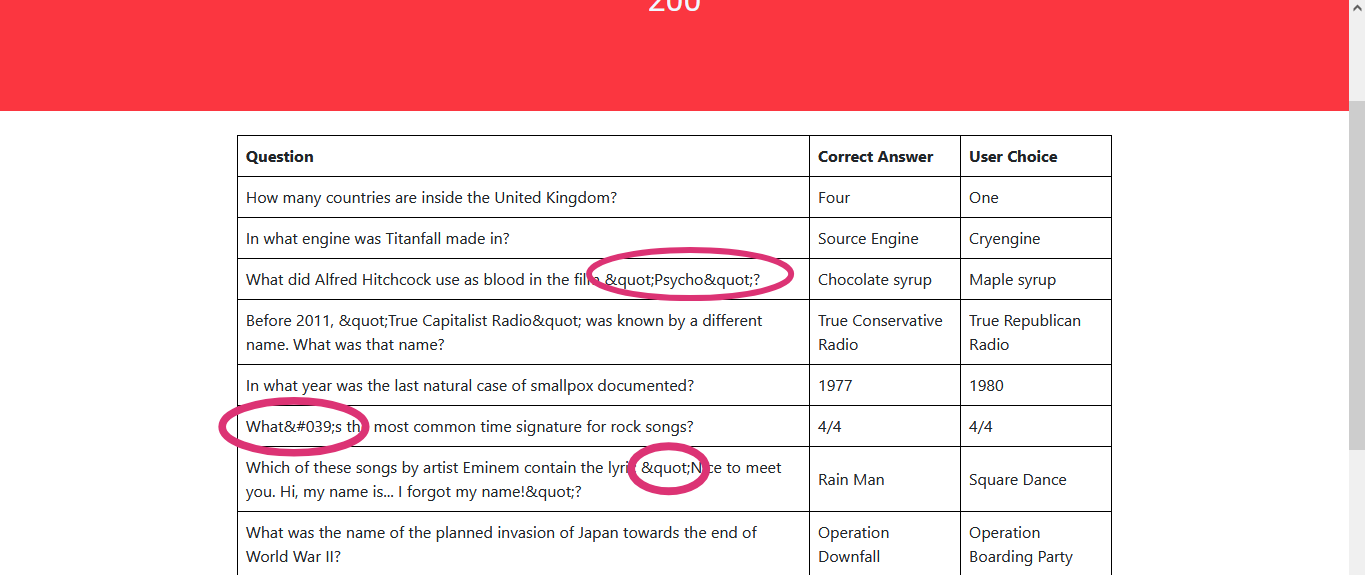 200
Question Correct Answer User Choice
How many countries are inside the United Kingdom? Four One
In what engine was Titanfall made in? Source Engine Cryengine
What did Alfred Hitchcock use as blood in the film &quot;Psycho&quot;? Chocolate syrup Maple syrup
Before 2011, &quot;True Capitalist Radio&quot; was known by a different
name. What was that name?
True Conservative
Radio
True Republican
Radio
In what year was the last natural case of smallpox documented? 1977 1980
What&#039;s the most common time signature for rock songs? 4/4 4/4
Which of these songs by artist Eminem contain the lyric &quot;Nice to meet
you. Hi, my name is... I forgot my name!&quot;?
Rain Man Square Dance
What was the name of the planned invasion of Japan towards the end of
World War II?
Operation
Downfall
Operation
Boarding Party